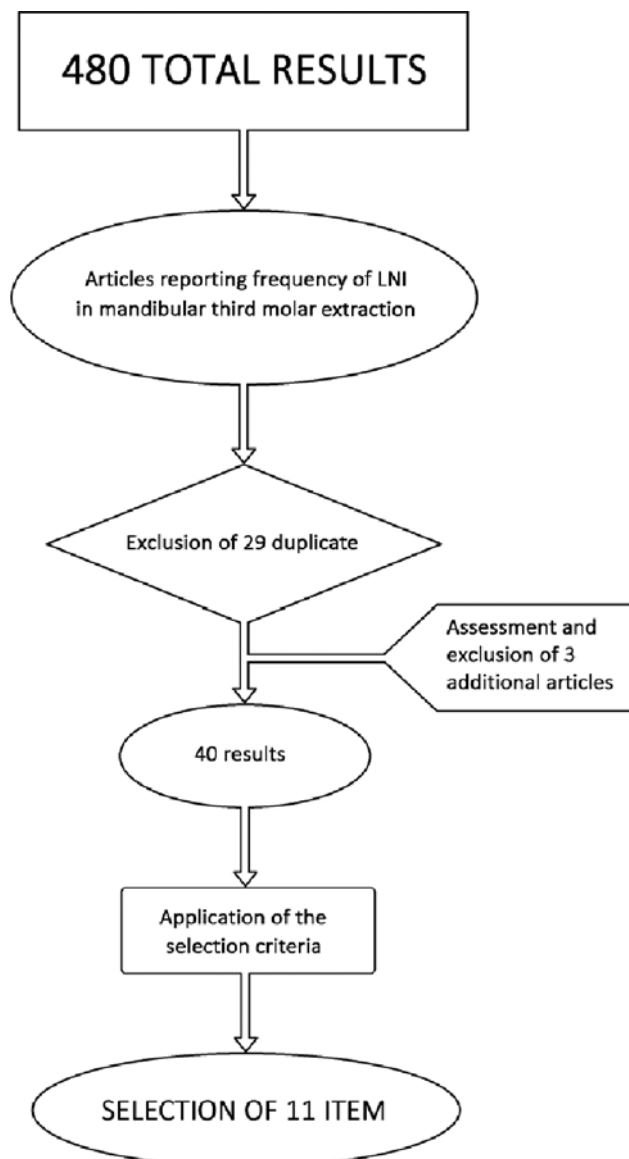 480 TOTAL RESULTS
Articles reporting frequency of LNI
in mandibular third molar extraction
Exclusion of 29 duplicate
Assessment and
exclusion of 3
additional articles
40 results
Application of the
selection criteria
SELECTION OF 11 ITEM